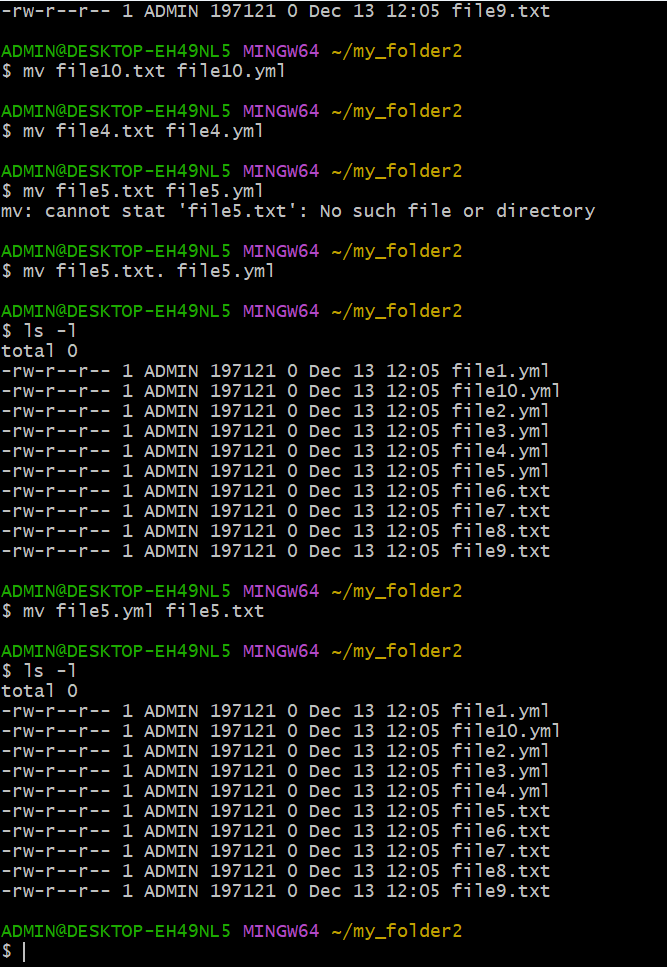 -rw-r--r-- 1 ADMIN 197121 0 Dec 13 12:05 file9.txt
ADMIN@DESKTOP-EH49NL5 MINGW64 ~/my_folder2
$ mv file10.txt file10.yml
ADMIN@DESKTOP-EH49NL5 MINGW64 ~/my_folder2
$ mv file4.txt file4.yml
ADMIN@DESKTOP-EH49NL5 MINGW64 ~/my_folder2
$ mv file5.txt file5.yml
mv: cannot stat 'file5.txt': No such file or directory
ADMIN@DESKTOP-EH49NL5 MINGW64 ~/my_folder2
$ mv file5.txt. file5.yml
ADMIN@DESKTOP-EH49NL5 MINGW64 ~/my_folder2
$ ls -l
total 0
-rw-r--r-- 1 ADMIN 197121 0 Dec 13 12:05 file1.yml
-rw-r--r-- 1 ADMIN 197121 0 Dec 13 12:05 file10.yml
-rw-r--r-- 1 ADMIN 197121 0 Dec 13 12:05 file2.yml
-rw-r--r-- 1 ADMIN 197121 0 Dec 13 12:05 file3.yml
-rw-r--r-- 1 ADMIN 197121 0 Dec 13 12:05 file4.yml
-rw-r--r-- 1 ADMIN 197121 0 Dec 13 12:05 file5.yml
-rw-r--r-- 1 ADMIN 197121 0 Dec 13 12:05 file6.txt
-rw-r--r-- 1 ADMIN 197121 0 Dec 13 12:05 file7.txt
-rw-r--r-- 1 ADMIN 197121 0 Dec 13 12:05 file8.txt
-rw-r--r-- 1 ADMIN 197121 0 Dec 13 12:05 file9.txt
ADMIN@DESKTOP-EH49NL5 MINGW64 ~/my_folder2
$ mv file5.yml file5.txt
ADMIN@DESKTOP-EH49NL5 MINGW64 ~/my_folder2
$ ls -l
total 0
-rw-r--r-- 1 ADMIN 197121 0 Dec 13 12:05 file1.yml
-rw-r--r-- 1 ADMIN 197121 0 Dec 13 12:05 file10.yml
-rw-r--r-- 1 ADMIN 197121 0 Dec 13 12:05 file2.yml
-rw-r--r-- 1 ADMIN 197121 0 Dec 13 12:05 file3.yml
-rw-r--r-- 1 ADMIN 197121 0 Dec 13 12:05 file4.yml
-rw-r--r-- 1 ADMIN 197121 0 Dec 13 12:05 file5.txt
-rw-r--r-- 1 ADMIN 197121 0 Dec 13 12:05 file6.txt
-rw-r--r-- 1 ADMIN 197121 0 Dec 13 12:05 file7.txt
-rw-r--r-- 1 ADMIN 197121 0 Dec 13 12:05 file8.txt
-rw-r--r-- 1 ADMIN 197121 0 Dec 13 12:05 file9.txt
ADMIN@DESKTOP-EH49NL5 MINGW64 ~/my_folder2
$